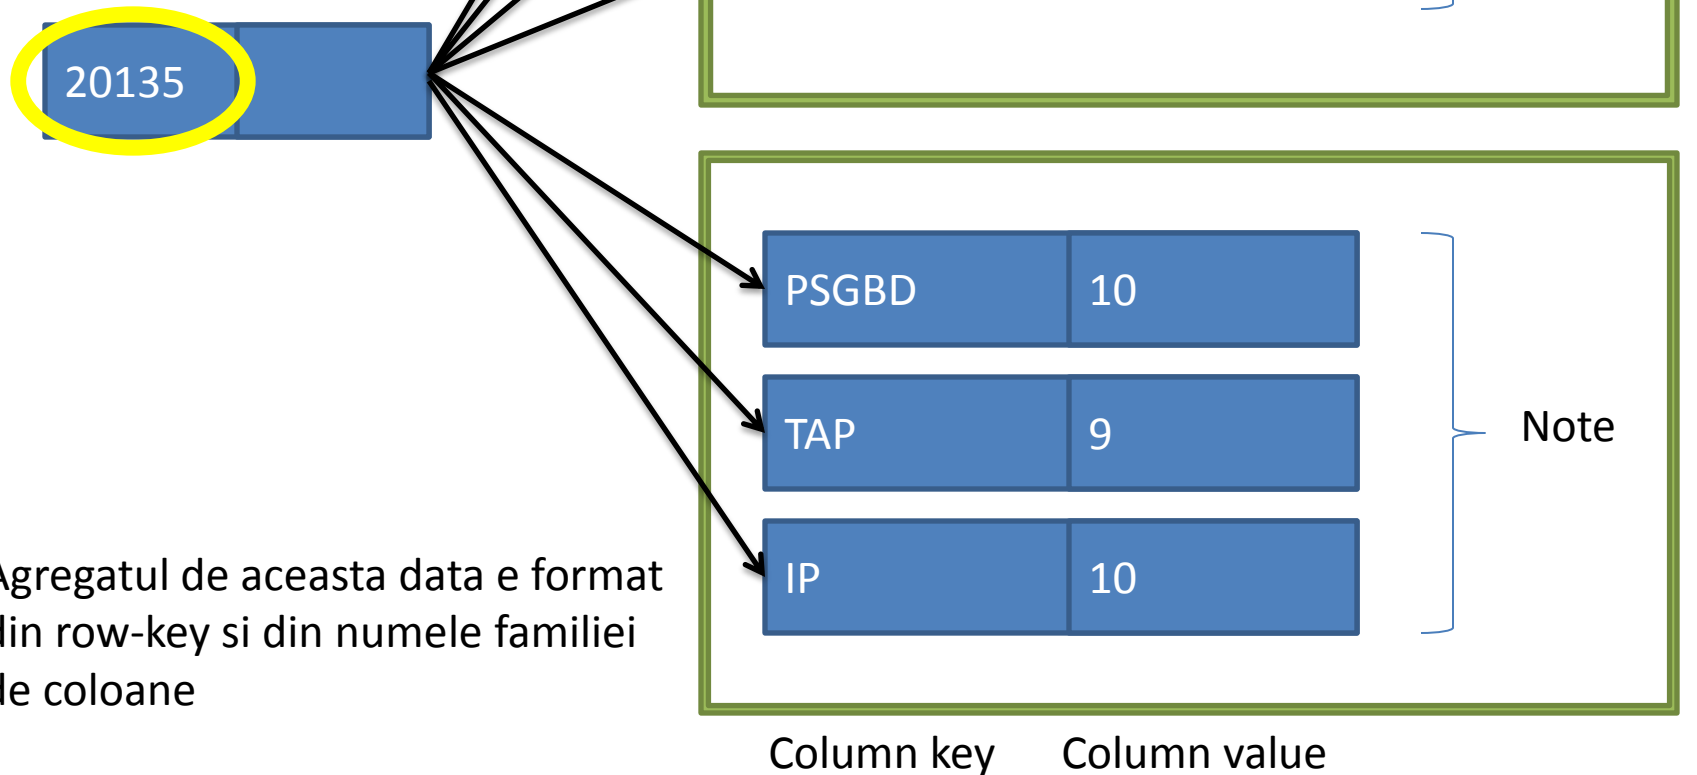 20135
PSGBD 10
TAP 9
Note
IP 10
Agregatul de aceasta data e format
din row-key si din numele familiei
de coloane
Column key Column value